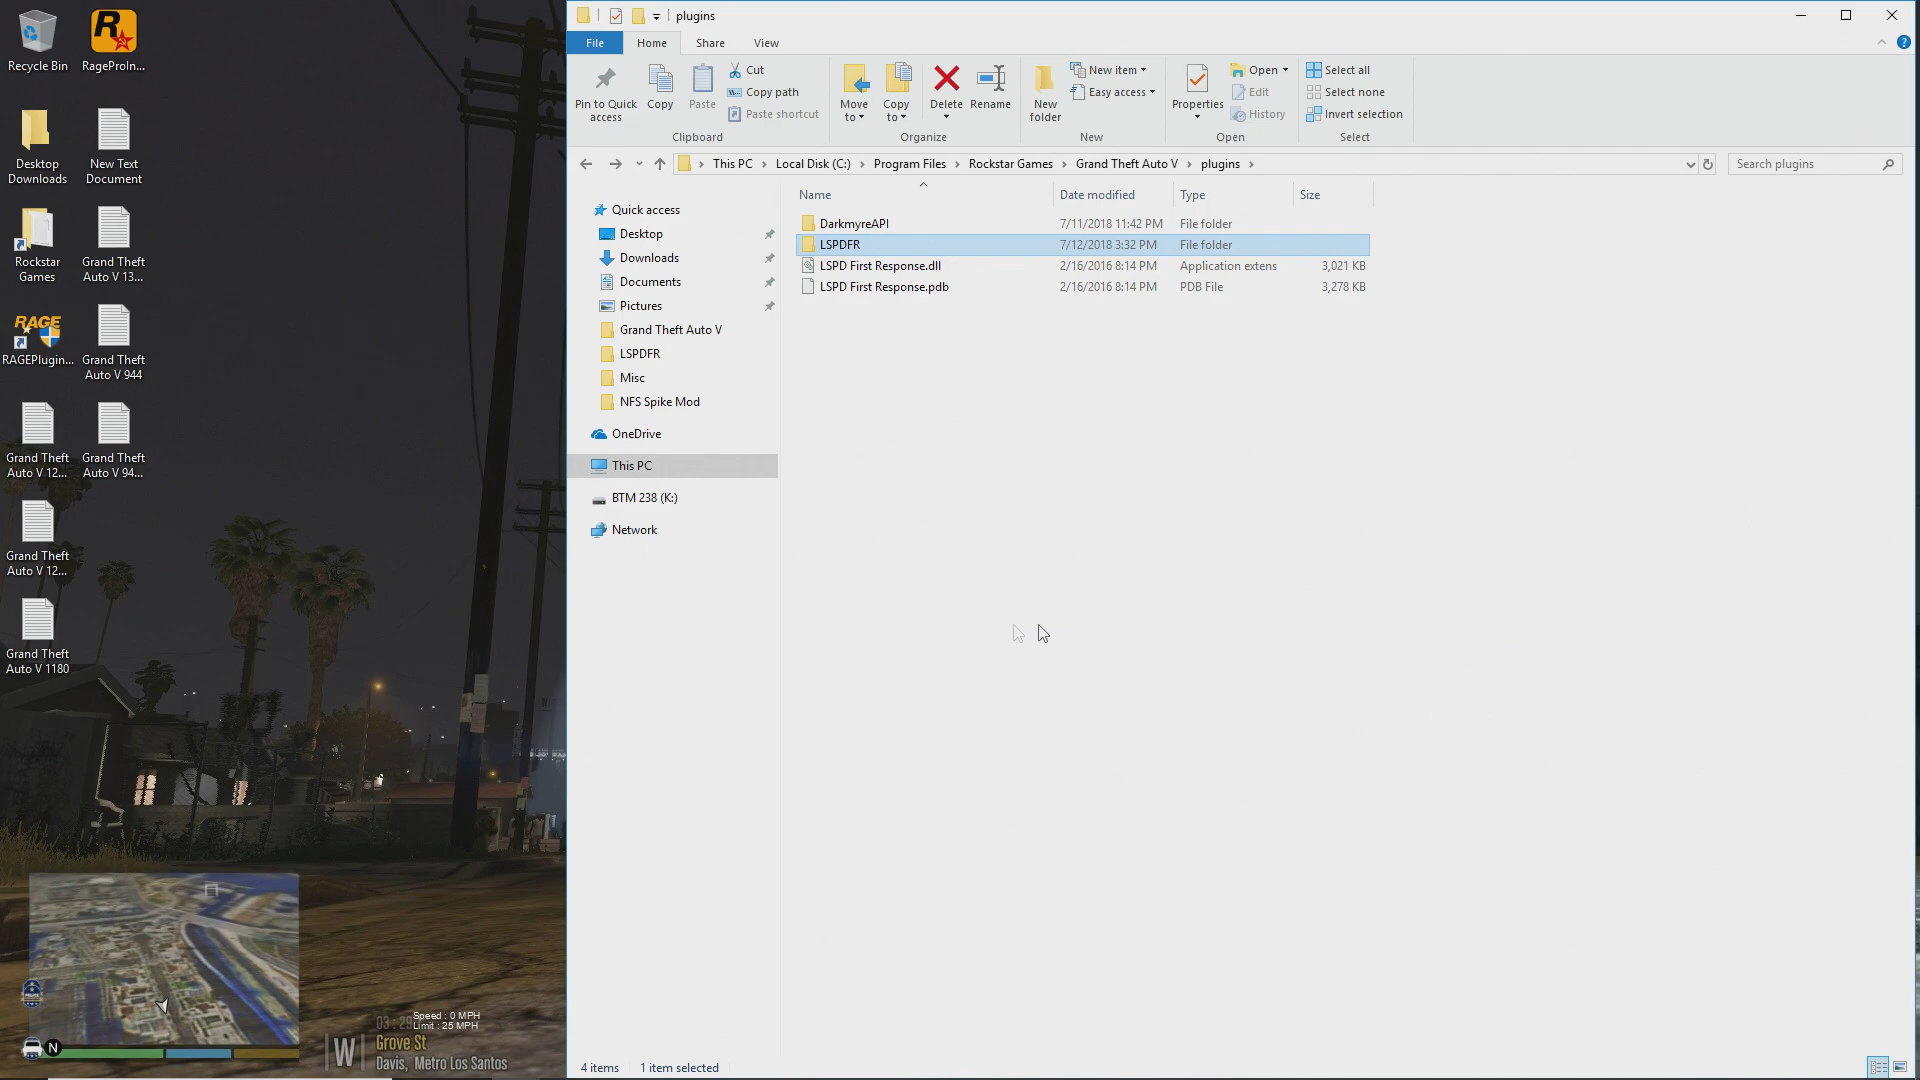 Recycle Bin
RageProIn...
Desktop
Downloads
New Text
Document
Rockstar
Games
Grand Theft
Auto V 13...
RAGE
RAGEPlugin...
Grand Theft
Auto V 944
Grand Theft
Auto V 12...
Grand Theft
Auto V 94...
Grand Theft
Auto V 12...
Grand Theft
Auto V 1180
N
Speed : 0 MPH
Limit : 25 MPH
W
Grove St
Davis, Metro Los Santos
plugins
File
Home
Share
View
Pin to Quick
access
Copy
Paste
Cut
Copy path
Paste shortcut
Clipboard
Move
to
Copy
to
Delete
Rename
Organize
New
folder
New item
Easy access
New
Properties
Open
Edit
History
Open
Select all
Select none
Invert selection
Select
This PC
Local Disk (C:)
Program Files
Rockstar Games
Grand Theft Auto V
plugins
Search plugins
Quick access
Desktop
Downloads
Documents
Pictures
Grand Theft Auto V
LSPDFR
Misc
NFS Spike Mod
OneDrive
This PC
BTM 238 (K:)
Network
Name Date modified Type Size
DarkmyreAPI 7/11/2018 11:42 PM File folder
LSPDFR 7/12/2018 3:32 PM File folder
LSPD First Response.dll 2/16/2016 8:14 PM Application extens 3,021 KB
LSPD First Response.pdb 2/16/2016 8:14 PM PDB File 3,278 KB
4 items 1 item selected